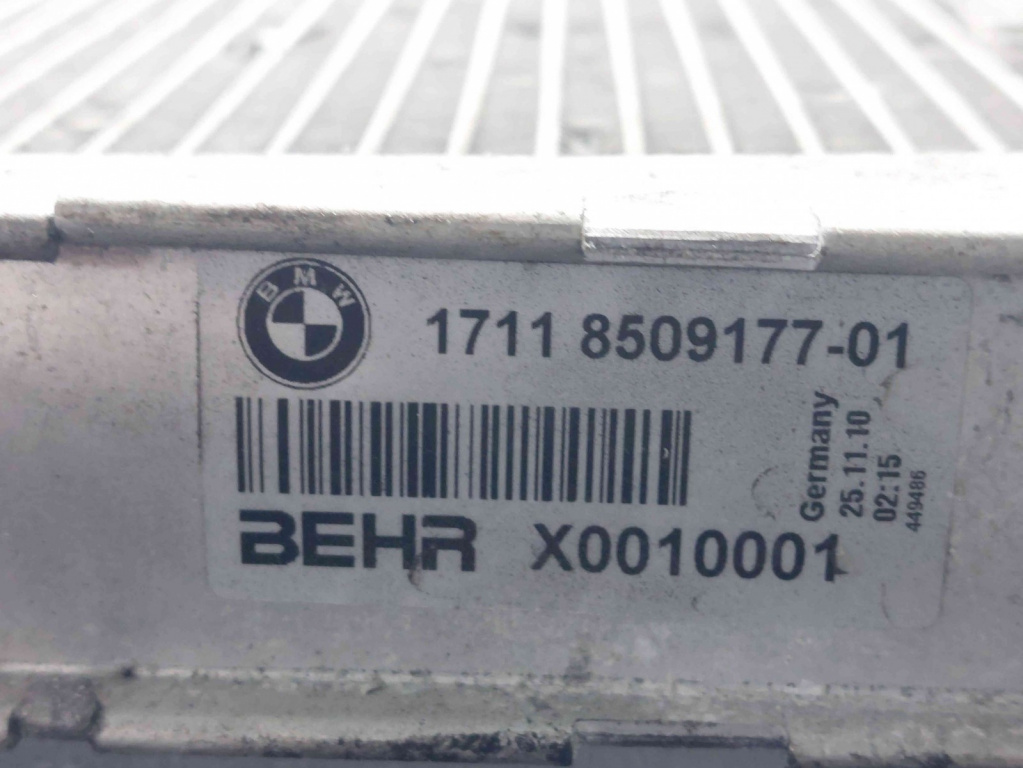 BMW
1711 8509177-01
Germany
25.11.10
02:15
449486
BEHR X0010001